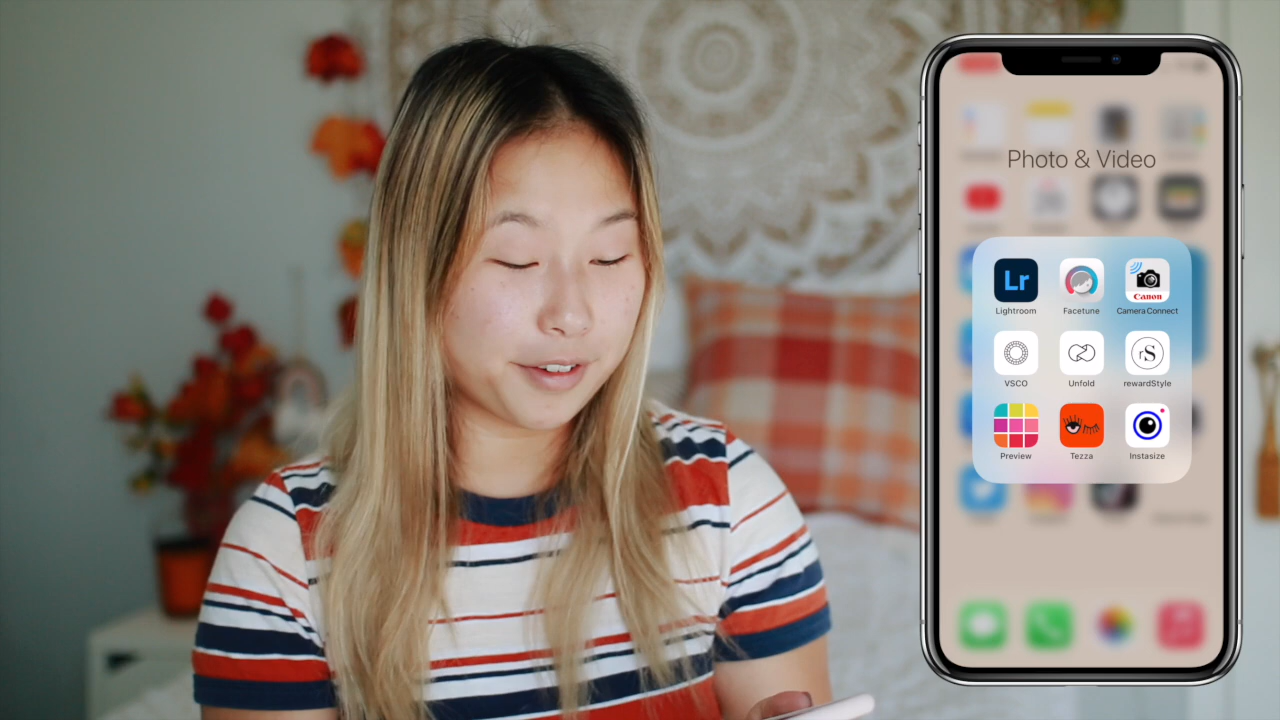 Photo & Video
Lr
Canon
Lightroom Facetune Camera Connect
rS
VSCO Unfold rewardStyle
Preview Tezza Instasize